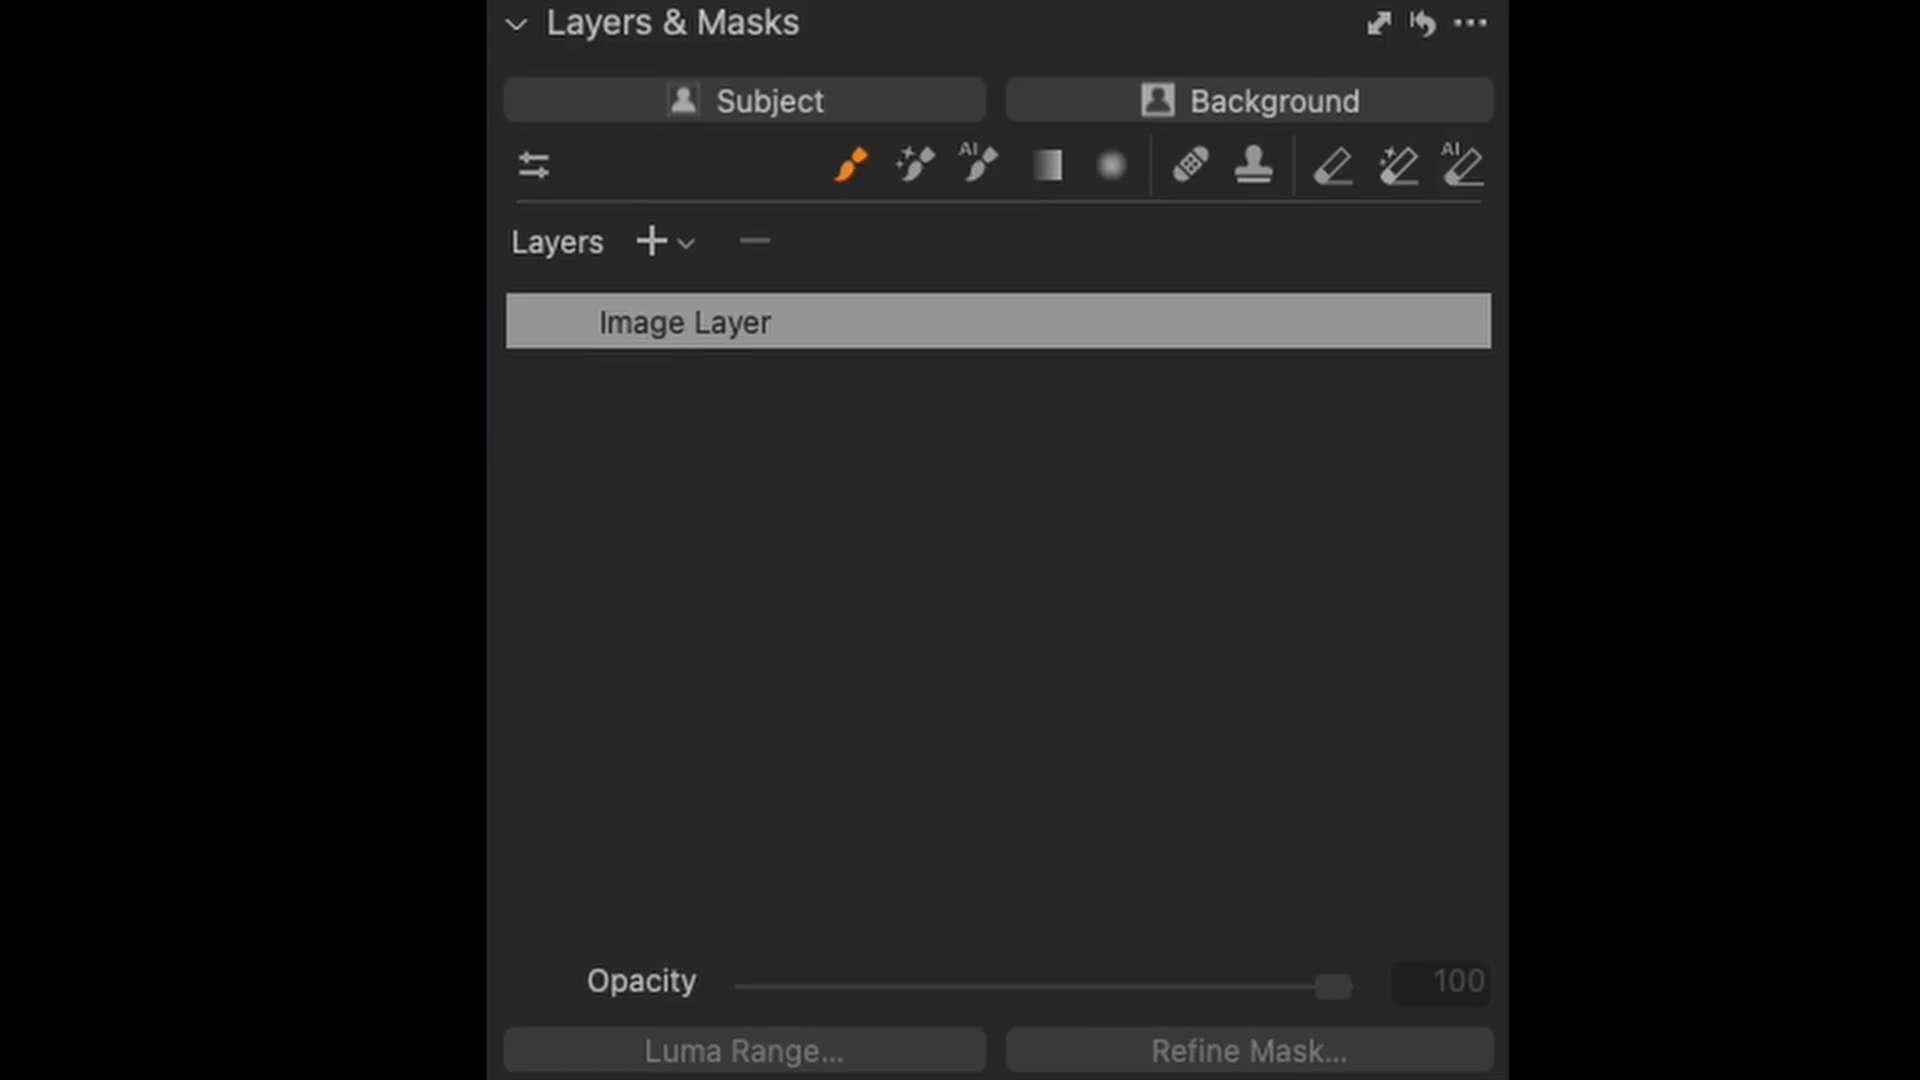 Layers & Masks
Subject
Background
AI
AI
Layers
Image Layer
Opacity
100
Luma Range...
Refine Mask...